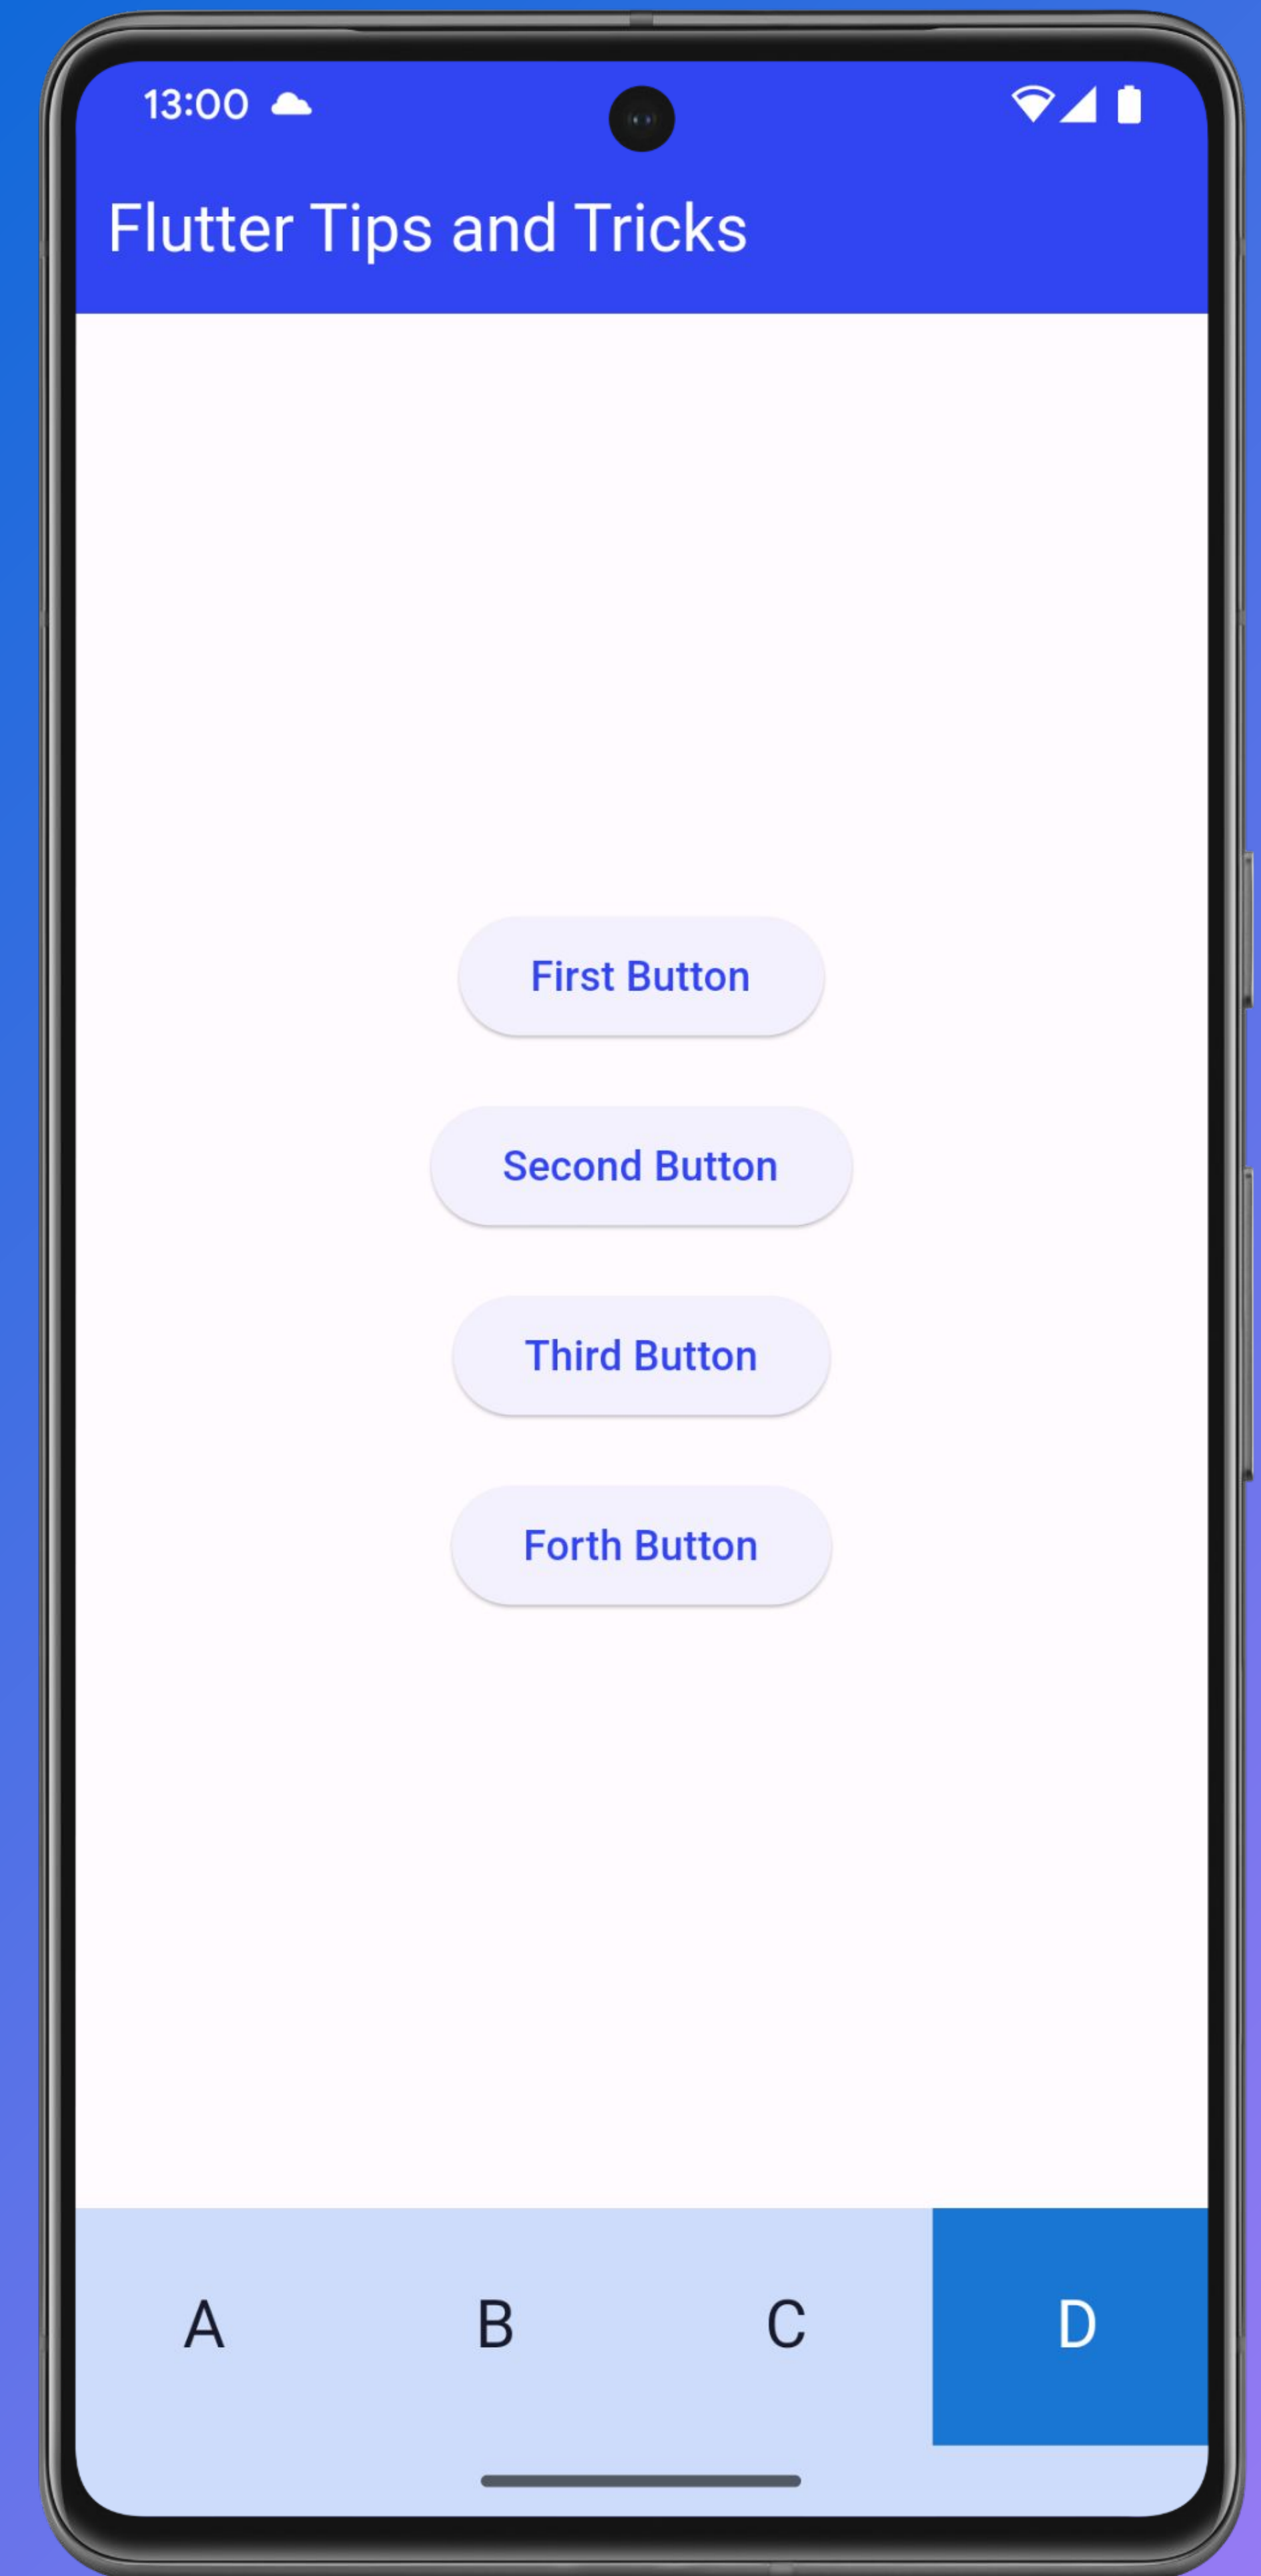 13:00
Flutter Tips and Tricks
First Button
Second Button
Third Button
Forth Button
A B C D